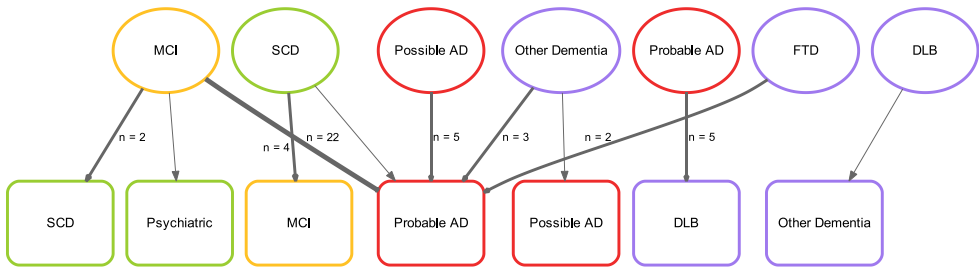 MCI
SCD
Possible AD
Other Dementia
Probable AD
FTD
DLB
n = 2
n = 4
n = 22
n = 5
n = 3
n = 2
n = 5
SCD
Psychiatric
MCI
Probable AD
Possible AD
DLB
Other Dementia